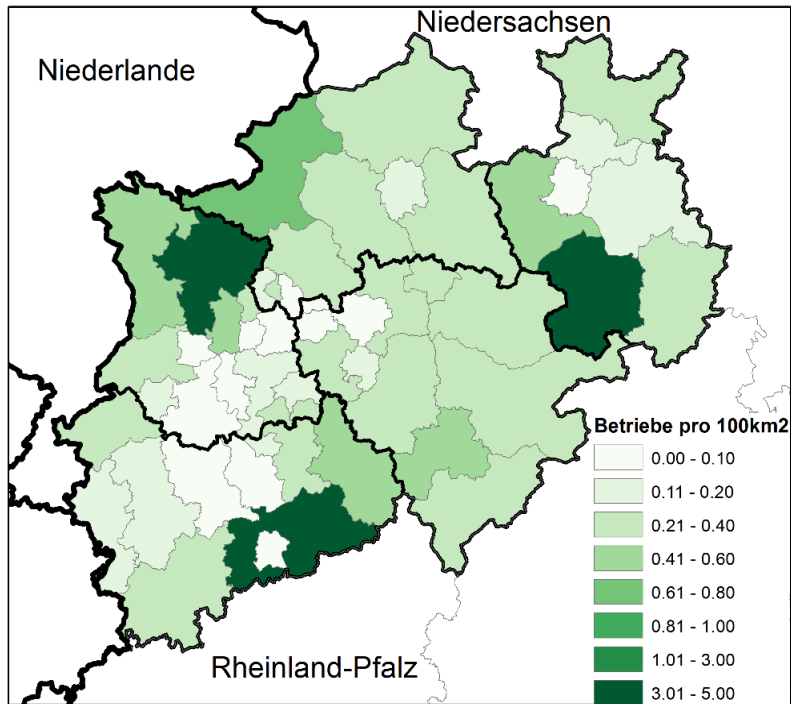 Niedersachsen
Niederlande
Betriebe pro 100km2
0.00 - 0.10
0.11 - 0.20
0.21 - 0.40
0.41 - 0.60
0.61 - 0.80
0.81 - 1.00
1.01 - 3.00
3.01 - 5.00
Rheinland-Pfalz